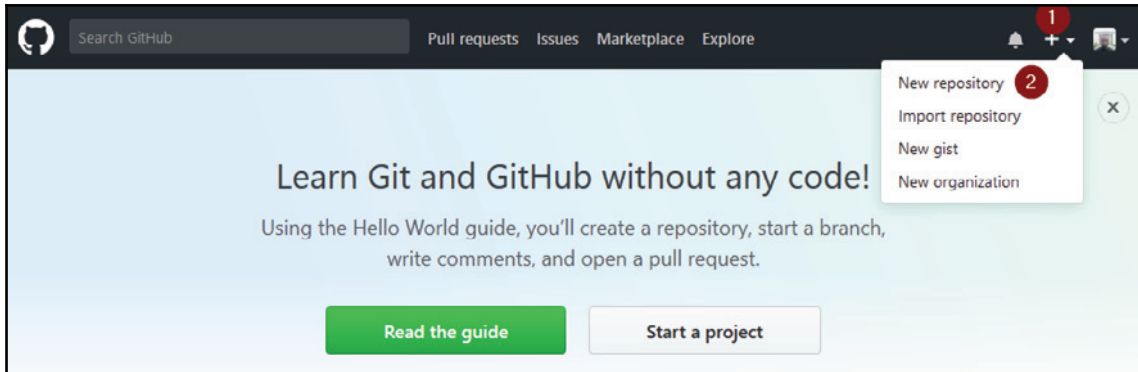 Search GitHub Pull requests Issues Marketplace Explore 1
New repository 2
Import repository
New gist
New organization
x
Learn Git and GitHub without any code!
Using the Hello World guide, you'll create a repository, start a branch,
write comments, and open a pull request.
Read the guide Start a project